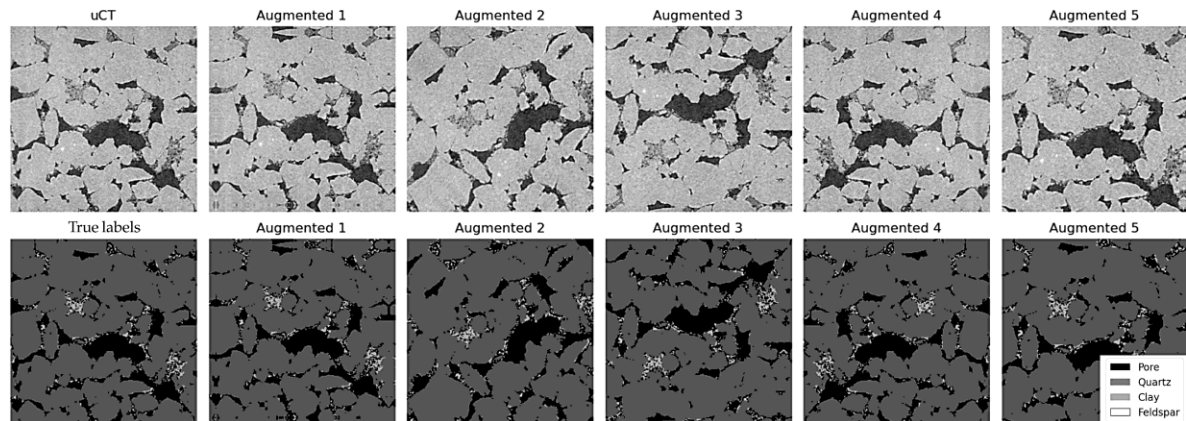 uCT Augmented 1 Augmented 2 Augmented 3 Augmented 4 Augmented 5
True labels Augmented 1 Augmented 2 Augmented 3 Augmented 4 Augmented 5
Pore
Quartz
Clay
Feldspar